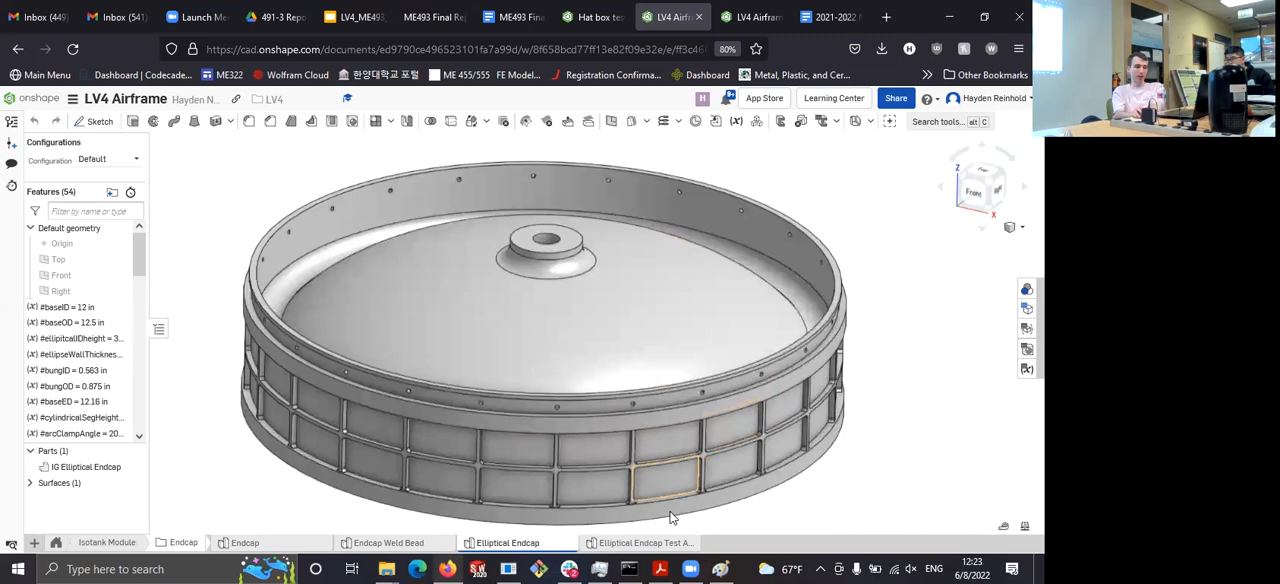 Inbox (449)
Inbox (541)
Launch Me
491-3 Repo
LV4_ME493_
ME493 Final Re
ME493 Fina
Hat box tes
LV4 Airfr
LV4 Airfram
2021-2022
https://cad.onshape.com/documents/ed9790ce496523101fa7a99d/w/8f658bcd77ff13e82f09e32e/e/ff3c46
80%
Main Menu
Dashboard | Codecade...
ME322
Wolfram Cloud
한양대학교 포털
ME 455/555
FE Model...
Registration Confirma...
Dashboard
Metal, Plastic, and Cer...
Other Bookmarks
onshape
LV4 Airframe
Hayden N...
LV4
App Store
Learning Center
Share
Hayden Reinhold
Sketch
Search tools...
alt C
Configurations
Configuration
Default
Features (54)
Filter by name or type
Default geometry
Origin
Top
Front
Right
(x) #baseID = 12 in
(x) #baseOD = 12.5 in
(x) #ellipitcalIDheight = 3...
(x) #ellipseWallThickness...
(x) #bungID = 0.563 in
(x) #bungOD = 0.875 in
(x) #baseED = 12.16 in
(x) #cylindricalSegHeight...
(x) #arcClampAngle = 20...
Parts (1)
IG Elliptical Endcap
Surfaces (1)
Z
Front
X
Isotank Module
Endcap
Endcap
Endcap Weld Bead
Elliptical Endcap
Elliptical Endcap Test A...
Type here to search
67°F
ENG
12:23
6/8/2022